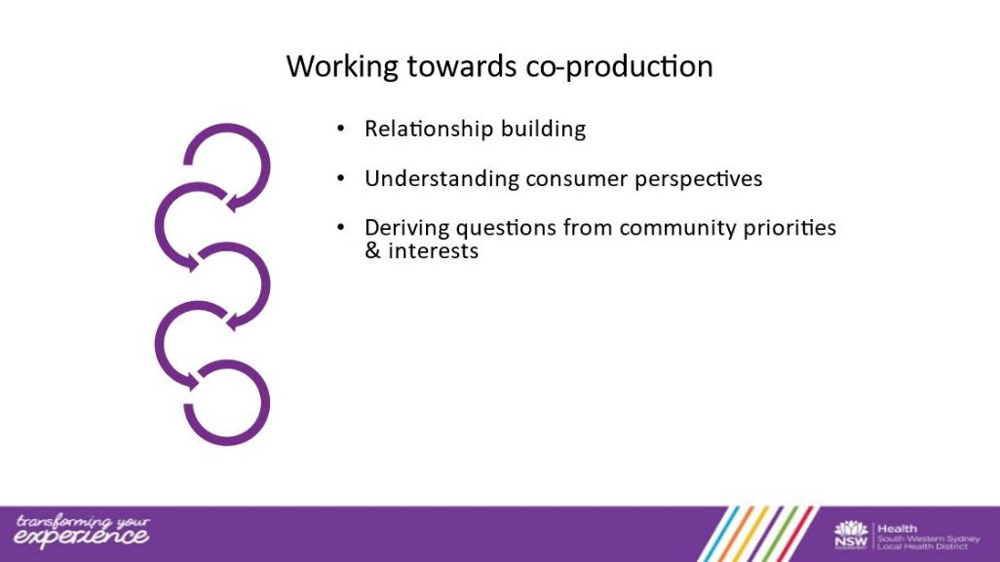 Working towards co-production
• Relationship building
• Understanding consumer perspectives
• Deriving questions from community priorities
& interests
transforming your
experience
NSW
GOVERNMENT
Health
South Western Sydney
Local Health District